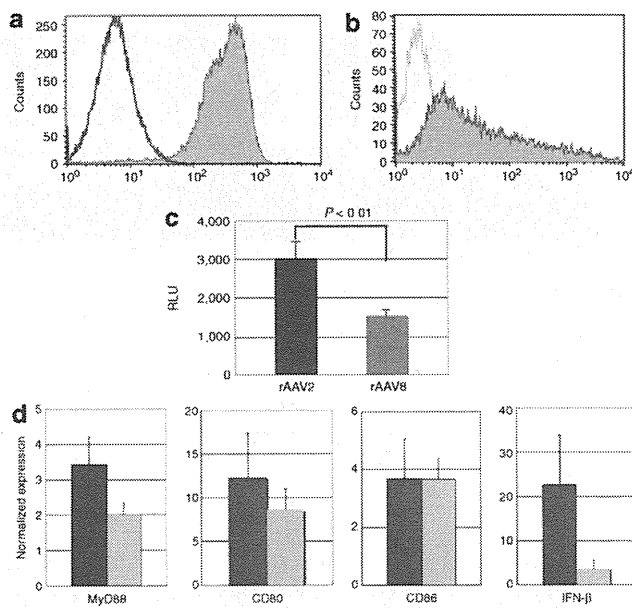 a
250
200
150
100
50
0
Counts
10⁰ 10¹ 10² 10³ 10⁴
b
80
70
60
50
40
30
20
10
0
Counts
10⁰ 10¹ 10² 10³ 10⁴
c
P < 0 01
4,000
3,000
2,000
1,000
0
RLU
rAAV2 rAAV8
d
Normalized expression
5
4
3
2
1
0
MyD88
20
15
10
5
0
CD80
6
4
2
0
CD86
40
30
20
10
0
IFN-β